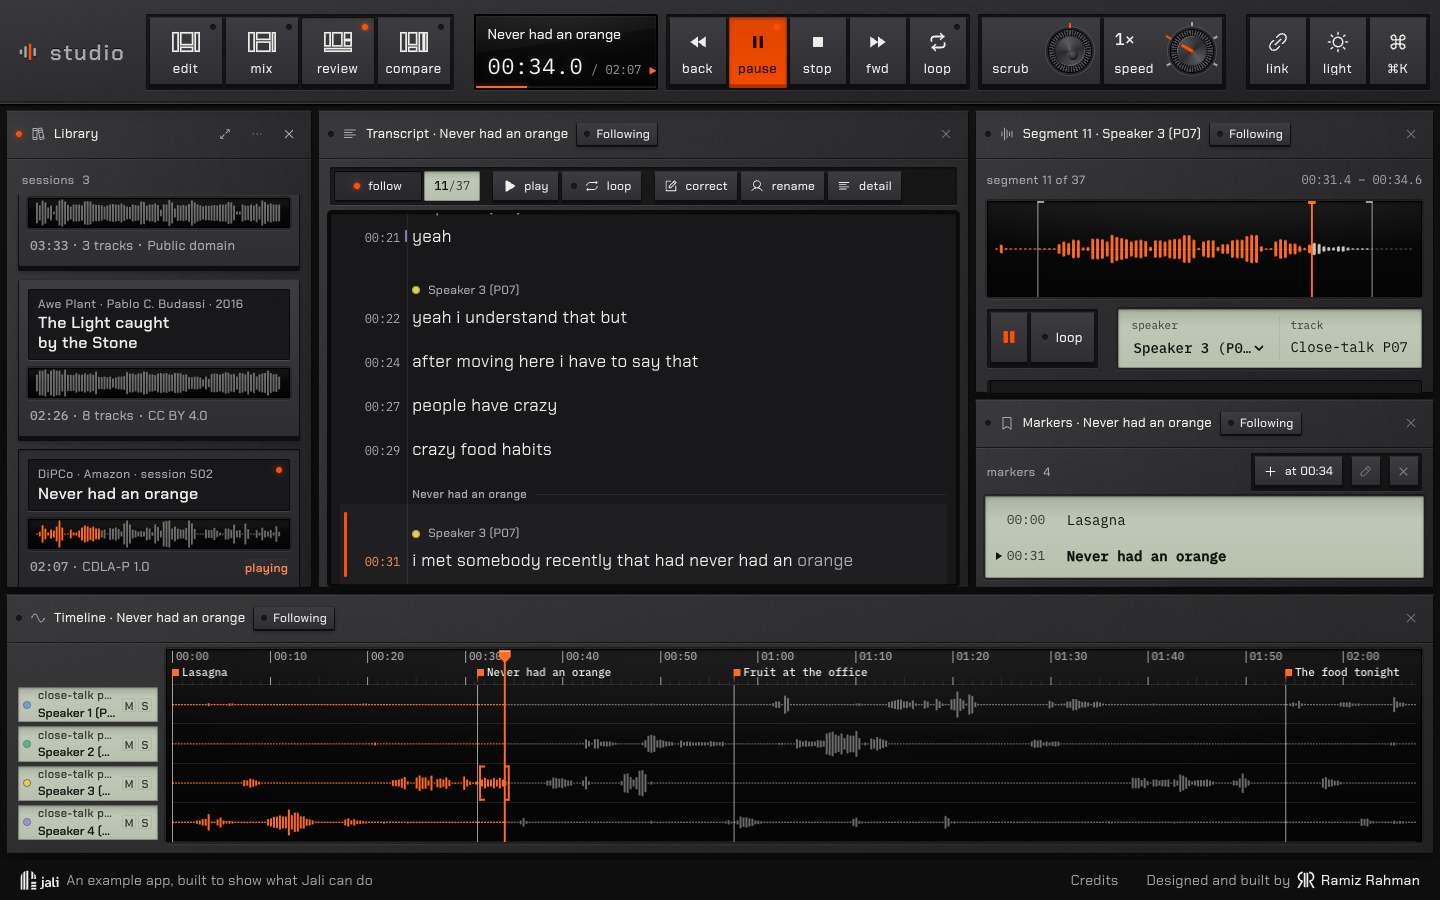 studio
edit
mix
review
compare
Never had an orange
00:34.0 / 02:07
back
pause
stop
fwd
loop
scrub
1×
speed
link
light
⌘K
Library
sessions 3
03:33 · 3 tracks · Public domain
Awe Plant · Pablo C. Budassi · 2016
The Light caught
by the Stone
02:26 · 8 tracks · CC BY 4.0
DiPCo · Amazon · session S02
Never had an orange
02:07 · CDLA-P 1.0
playing
Transcript · Never had an orange
Following
follow
11/37
play
loop
correct
rename
detail
00:21 yeah
Speaker 3 (P07)
00:22 yeah i understand that but
00:24 after moving here i have to say that
00:27 people have crazy
00:29 crazy food habits
Never had an orange
Speaker 3 (P07)
00:31 i met somebody recently that had never had an orange
Segment 11 · Speaker 3 (P07)
Following
segment 11 of 37
00:31.4 – 00:34.6
loop
speaker
Speaker 3 (P0…
track
Close-talk P07
Markers · Never had an orange
Following
markers 4
+ at 00:34
00:00 Lasagna
00:31 Never had an orange
Timeline · Never had an orange
Following
00:00 00:10 00:20 00:30 00:40 00:50 01:00 01:10 01:20 01:30 01:40 01:50 02:00
Lasagna
Never had an orange
Fruit at the office
The food tonight
close-talk p…
Speaker 1 (P…
M S
close-talk p…
Speaker 2 (…
M S
close-talk p…
Speaker 3 (…
M S
close-talk p…
Speaker 4 (…
M S
jali
An example app, built to show what Jali can do
Credits
Designed and built by Ramiz Rahman